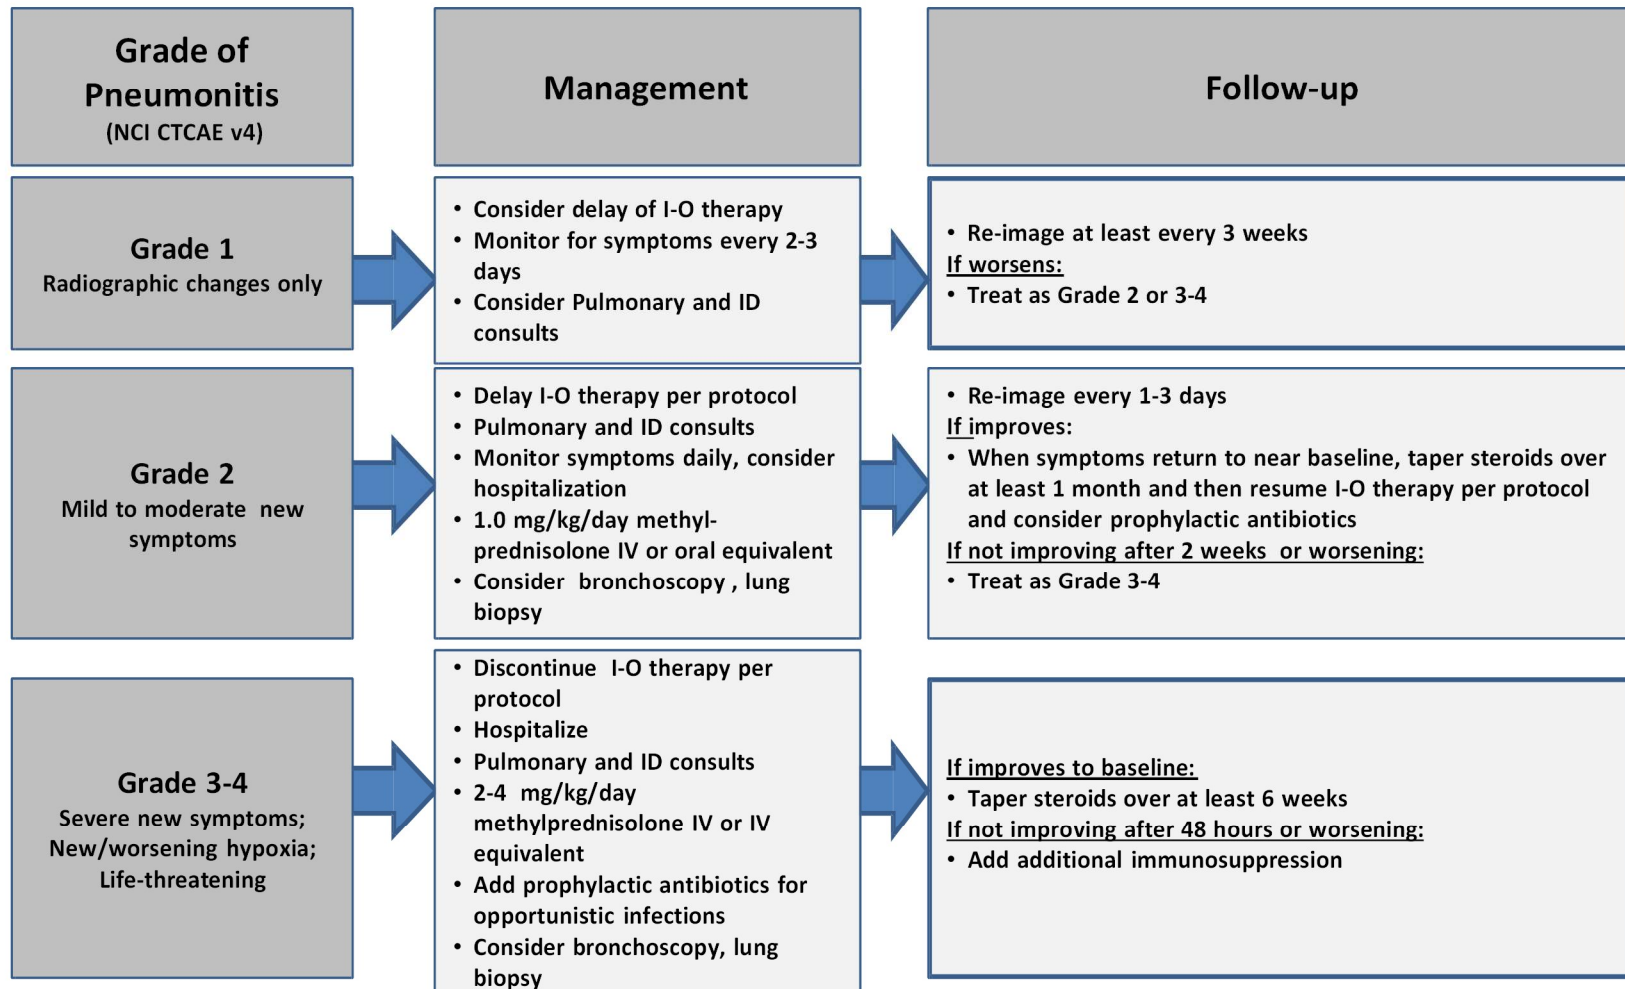 Grade of
Pneumonitis
(NCI CTCAE v4)
Management
Follow-up
Grade 1
Radiographic changes only
• Consider delay of I-O therapy
• Monitor for symptoms every 2-3
days
• Consider Pulmonary and ID
consults
• Re-image at least every 3 weeks
If worsens:
• Treat as Grade 2 or 3-4
Grade 2
Mild to moderate new
symptoms
• Delay I-O therapy per protocol
• Pulmonary and ID consults
• Monitor symptoms daily, consider
hospitalization
• 1.0 mg/kg/day methyl-
prednisolone IV or oral equivalent
• Consider bronchoscopy , lung
biopsy
• Re-image every 1-3 days
If improves:
• When symptoms return to near baseline, taper steroids over
at least 1 month and then resume I-O therapy per protocol
and consider prophylactic antibiotics
If not improving after 2 weeks or worsening:
• Treat as Grade 3-4
Grade 3-4
Severe new symptoms;
New/worsening hypoxia;
Life-threatening
• Discontinue I-O therapy per
protocol
• Hospitalize
• Pulmonary and ID consults
• 2-4 mg/kg/day
methylprednisolone IV or IV
equivalent
• Add prophylactic antibiotics for
opportunistic infections
• Consider bronchoscopy, lung
biopsy
If improves to baseline:
• Taper steroids over at least 6 weeks
If not improving after 48 hours or worsening:
• Add additional immunosuppression